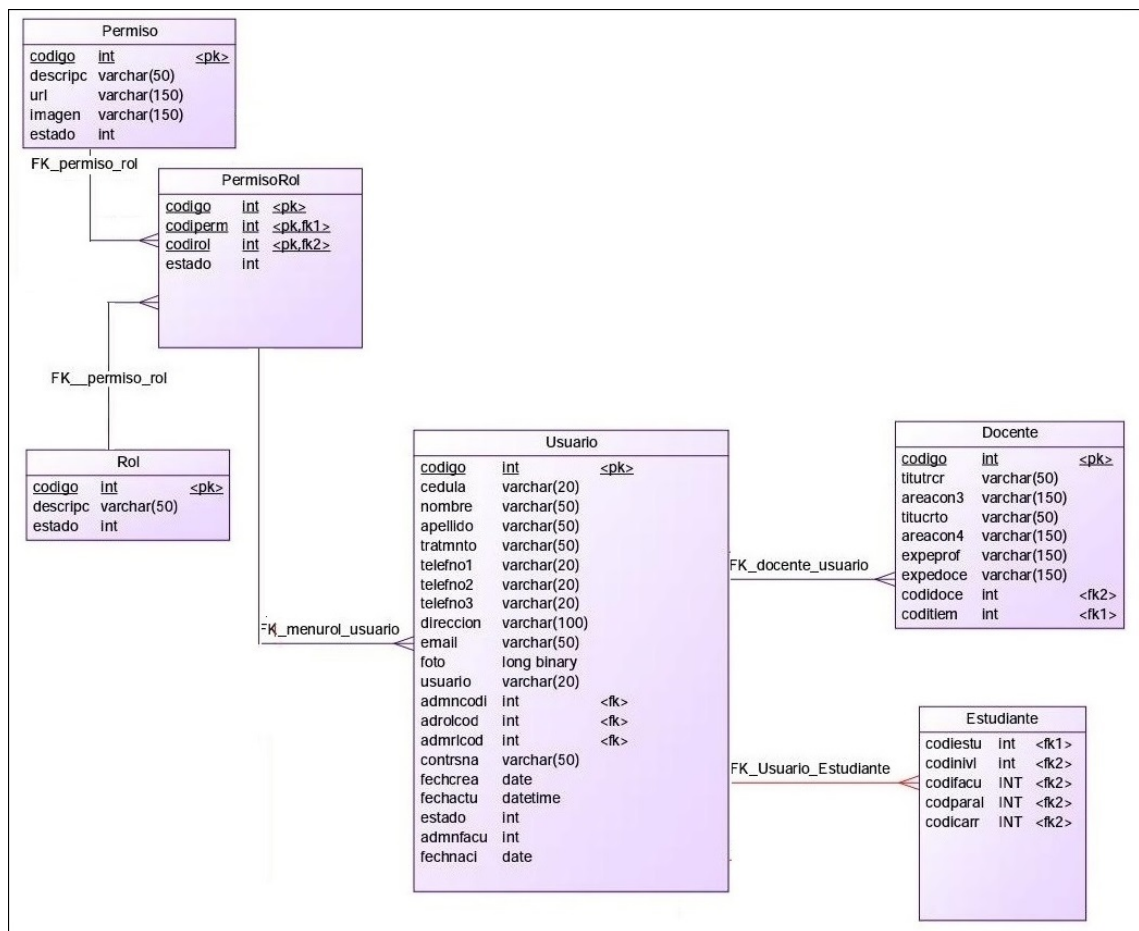 Permiso
codigo int <pk>
descripc varchar(50)
url varchar(150)
imagen varchar(150)
estado int
FK_permiso_rol
PermisoRol
codigo int <pk>
codiperm int <pk,fk1>
codirol int <pk,fk2>
estado int
FK__permiso_rol
Rol
codigo int <pk>
descripc varchar(50)
estado int
FK_menurol_usuario
Usuario
codigo int <pk>
cedula varchar(20)
nombre varchar(50)
apellido varchar(50)
tratmnto varchar(50)
telefno1 varchar(20)
telefno2 varchar(20)
telefno3 varchar(20)
direccion varchar(100)
email varchar(50)
foto long binary
usuario varchar(20)
admncodi int <fk>
adrolcod int <fk>
admrlcod int <fk>
contrsna varchar(50)
fechcrea date
fechactu datetime
estado int
admnfacu int
fechnaci date
FK_docente_usuario
Docente
codigo int <pk>
titutrcr varchar(50)
areacon3 varchar(150)
titucrto varchar(50)
areacon4 varchar(150)
expeprof varchar(150)
expedoce varchar(150)
codidoce int <fk2>
coditiem int <fk1>
FK_Usuario_Estudiante
Estudiante
codiestu int <fk1>
codinivl int <fk2>
codifacu INT <fk2>
codparal INT <fk2>
codicarr INT <fk2>